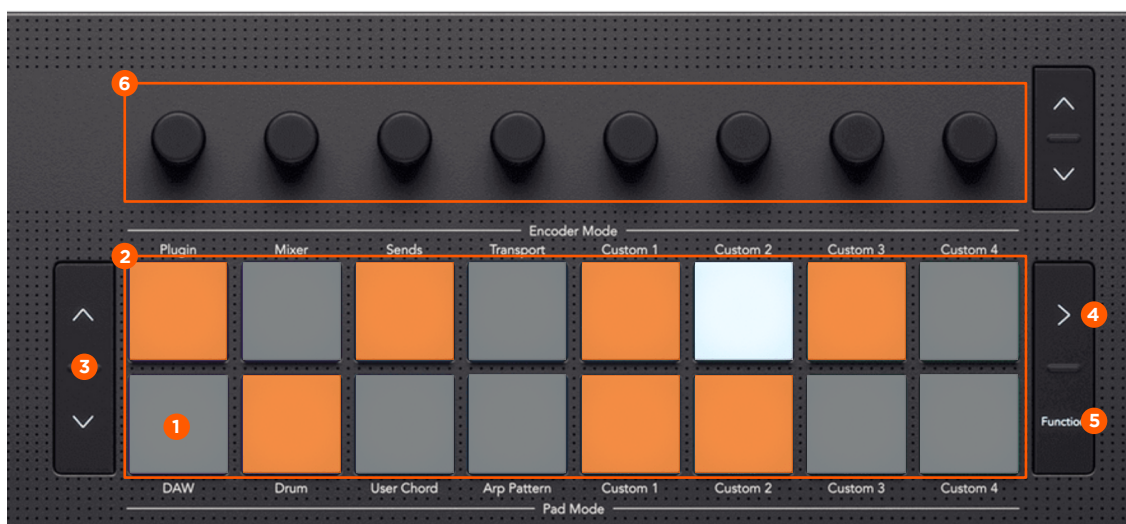 6
Encoder Mode
2
Plugin Mixer Sends Transport Custom 1 Custom 2 Custom 3 Custom 4
4
3
1
5
DAW Drum User Chord Arp Pattern Custom 1 Custom 2 Custom 3 Custom 4
Pad Mode